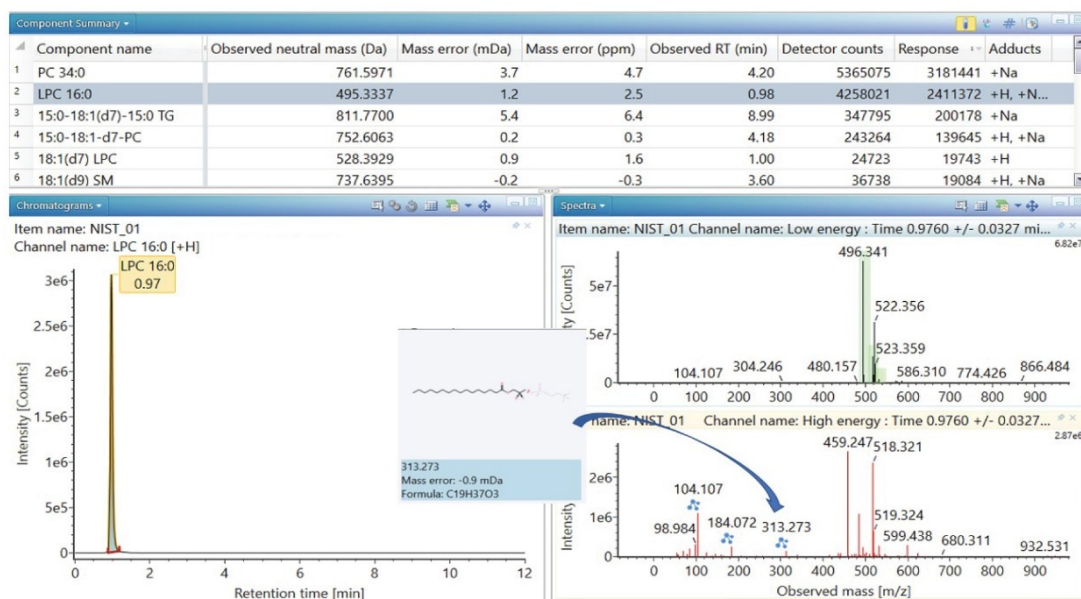 Component Summary
Component name Observed neutral mass (Da) Mass error (mDa) Mass error (ppm) Observed RT (min) Detector counts Response Adducts
1 PC 34:0 761.5971 3.7 4.7 4.20 5365075 3181441 +Na
2 LPC 16:0 495.3337 1.2 2.5 0.98 4258021 2411372 +H, +N...
3 15:0-18:1(d7)-15:0 TG 811.7700 5.4 6.4 8.99 347795 200178 +Na
4 15:0-18:1-d7-PC 752.6063 0.2 0.3 4.18 243264 139645 +H, +Na
5 18:1(d7) LPC 528.3929 0.9 1.6 1.00 24723 19743 +H
6 18:1(d9) SM 737.6395 -0.2 -0.3 3.60 36738 19084 +H, +Na
Chromatograms
Item name: NIST_01
Channel name: LPC 16:0 [+H]
LPC 16:0
0.97
3e6
2.5e6
2e6
1.5e6
1e6
5e5
0
Intensity [Counts]
0 2 4 6 8 10 12
Retention time [min]
313.273
Mass error: -0.9 mDa
Formula: C19H37O3
Spectra
Item name: NIST_01 Channel name: Low energy : Time 0.9760 +/- 0.0327 mi...
6.82e7
496.341
5e7
522.356
.5e7
523.359
104.107 304.246 480.157 586.310 774.426 866.484
0
[Counts]
0 100 200 300 400 500 600 700 800 900
name: NIST_01 Channel name: High energy : Time 0.9760 +/- 0.0327...
2.87e6
459.247 518.321
2e6
104.107
1e6
98.984 184.072 313.273 519.324
599.438 680.311 932.531
0
Intensity [Counts]
0 100 200 300 400 500 600 700 800 900
Observed mass [m/z]